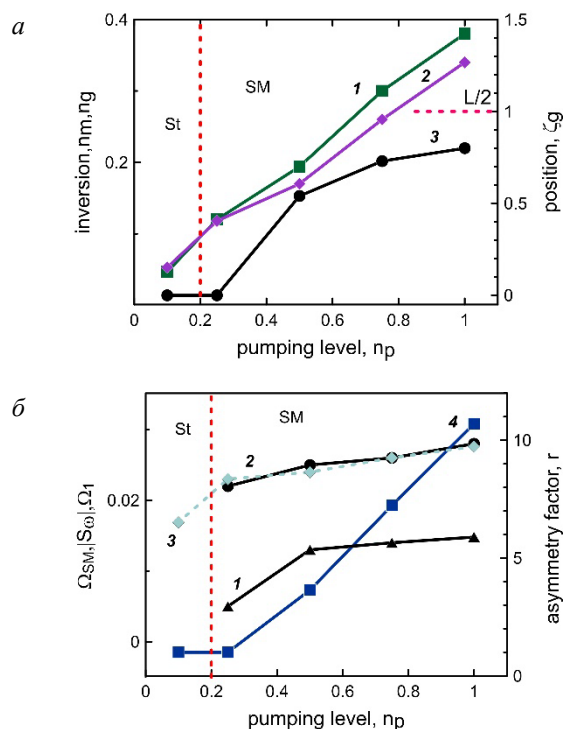 а
0.4
1.5
St
SM
1
2
L/2
1
3
0.2
0.5
0
inversion,nm,ng
position, ζg
0
0.2
0.4
0.6
0.8
1
pumping level, np
б
St
SM
4
10
2
0.02
3
5
1
0
0
ΩSM,|Sω|,Ω1
asymmetry factor, r
0
0.2
0.4
0.6
0.8
1
pumping level, np